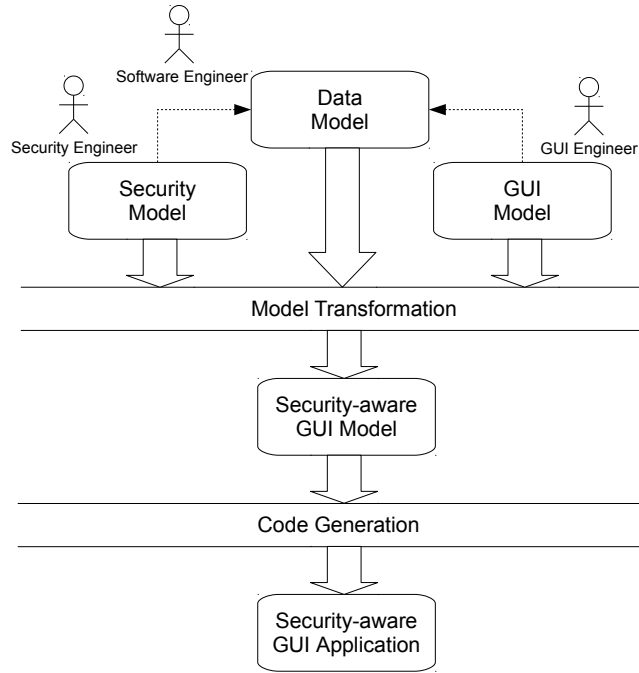 Software Engineer
Data
Model
Security Engineer
GUI Engineer
Security
Model
GUI
Model
Model Transformation
Security-aware
GUI Model
Code Generation
Security-aware
GUI Application